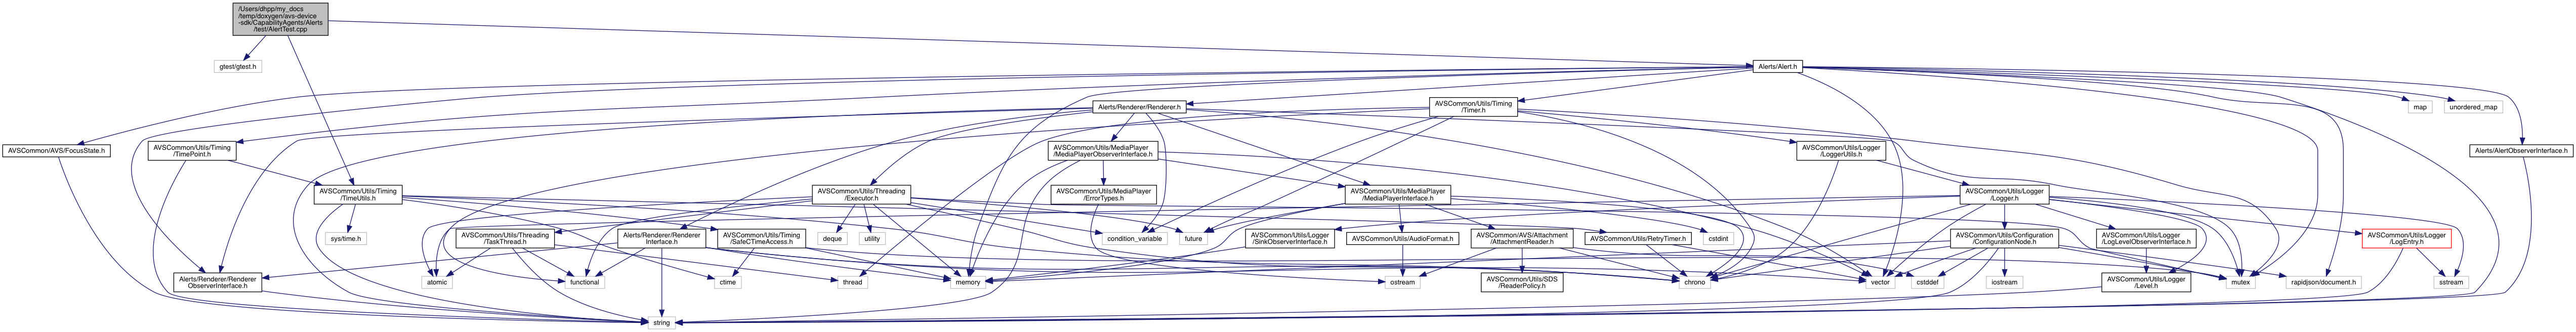 /Users/dhpp/my_docs
/temp/doxygen/avs-device
-sdk/CapabilityAgents/Alerts
/test/AlertTest.cpp
gtest/gtest.h
Alerts/Alert.h
Alerts/Renderer/Renderer.h
AVSCommon/Utils/Timing
/Timer.h
map
unordered_map
AVSCommon/AVS/FocusState.h
AVSCommon/Utils/Timing
/TimePoint.h
AVSCommon/Utils/MediaPlayer
/MediaPlayerObserverInterface.h
AVSCommon/Utils/Logger
/LoggerUtils.h
Alerts/AlertObserverInterface.h
AVSCommon/Utils/Timing
/TimeUtils.h
AVSCommon/Utils/Threading
/Executor.h
AVSCommon/Utils/MediaPlayer
/ErrorTypes.h
AVSCommon/Utils/MediaPlayer
/MediaPlayerInterface.h
AVSCommon/Utils/Logger
/Logger.h
sys/time.h
AVSCommon/Utils/Threading
/TaskThread.h
Alerts/Renderer/Renderer
Interface.h
AVSCommon/Utils/Timing
/SafeCTimeAccess.h
deque
utility
condition_variable
future
AVSCommon/Utils/Logger
/SinkObserverInterface.h
AVSCommon/Utils/AudioFormat.h
AVSCommon/AVS/Attachment
/AttachmentReader.h
AVSCommon/Utils/RetryTimer.h
cstdint
AVSCommon/Utils/Configuration
/ConfigurationNode.h
AVSCommon/Utils/Logger
/LogLevelObserverInterface.h
AVSCommon/Utils/Logger
/LogEntry.h
Alerts/Renderer/Renderer
ObserverInterface.h
atomic
functional
ctime
thread
memory
ostream
AVSCommon/Utils/SDS
/ReaderPolicy.h
chrono
vector
cstddef
iostream
AVSCommon/Utils/Logger
/Level.h
mutex
rapidjson/document.h
sstream
string